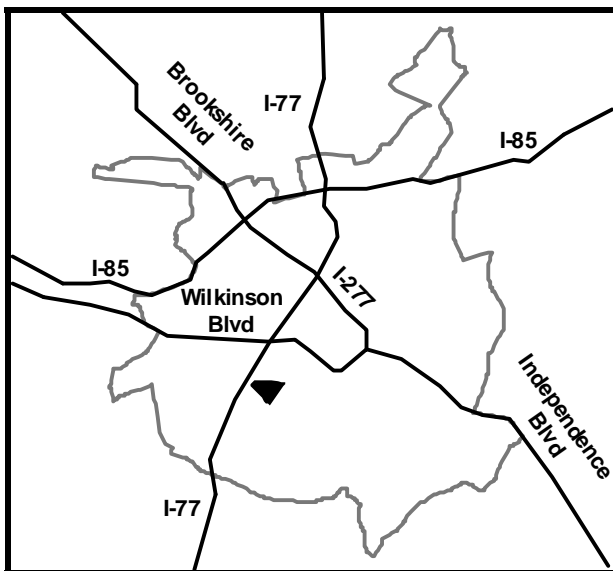 Brookshire
Blvd
I-77
I-85
I-85
Wilkinson
Blvd
I-277
Independence
Blvd
I-77